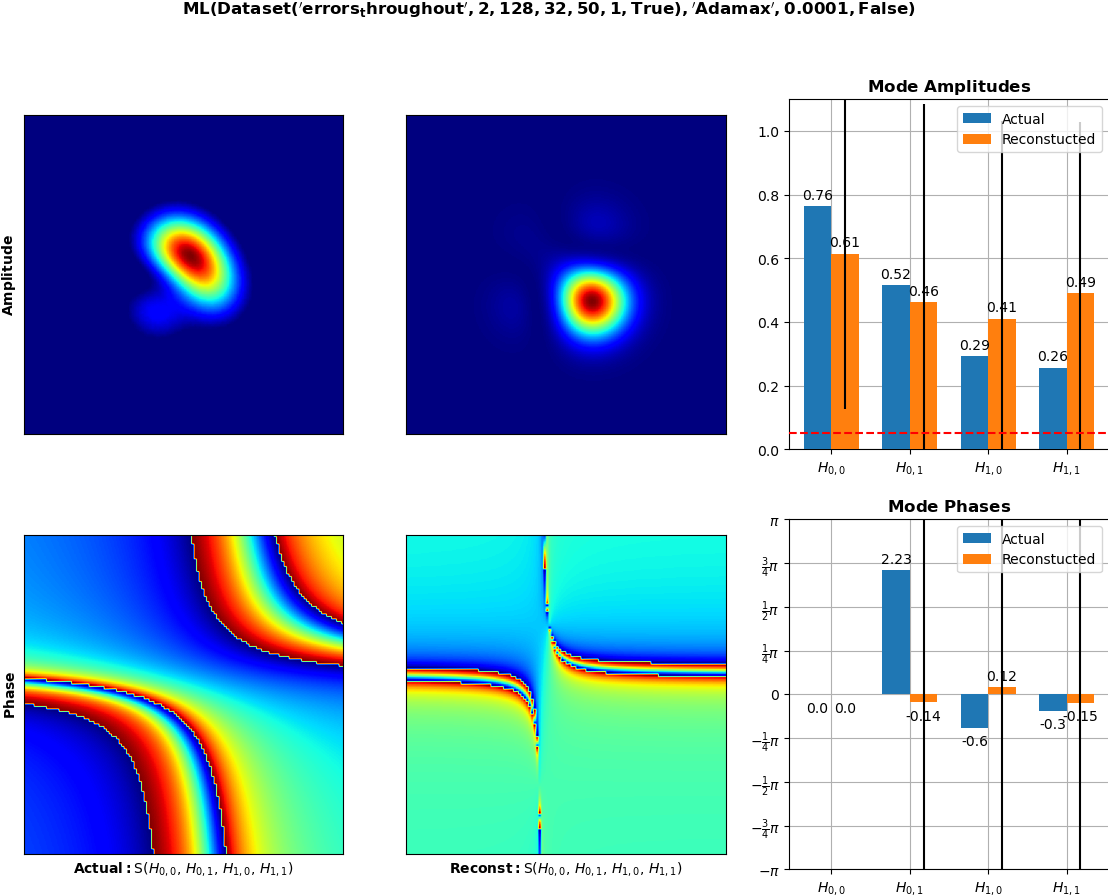 ML(Dataset('errors_throughout', 2, 128, 32, 50, 1, True), 'Adamax', 0.0001, False)
Mode Amplitudes
Actual
Reconstucted
1.0
0.8
0.6
0.4
0.2
0.0
0.76
0.61
0.52
0.46
0.29
0.41
0.26
0.49
H0,0
H0,1
H1,0
H1,1
Amplitude
Mode Phases
Actual
Reconstucted
π
3/4π
1/2π
1/4π
0
−1/4π
−1/2π
−3/4π
−π
0.0
0.0
2.23
-0.14
-0.6
0.12
-0.3
-0.15
H0,0
H0,1
H1,0
H1,1
Phase
Actual: S(H0,0, H0,1, H1,0, H1,1)
Reconst: S(H0,0, H0,1, H1,0, H1,1)